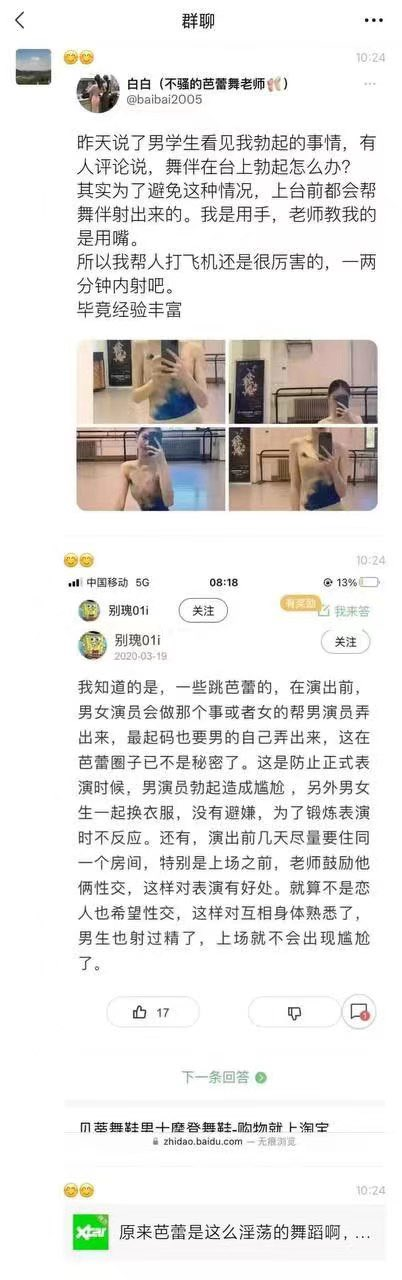 群聊
10:24
白白（不骚的芭蕾舞老师）
@baibai2005
昨天说了男学生看见我勃起的事情，有
人评论说，舞伴在台上勃起怎么办？
其实为了避免这种情况，上台前都会帮
舞伴射出来的。我是用手，老师教我的
是用嘴。
所以我帮人打飞机还是很厉害的，一两
分钟内射吧。
毕竟经验丰富
10:24
中国移动 5G 08:18 13%
别瑰01i 关注 有奖励 我来答
别瑰01i 关注
2020-03-19
我知道的是，一些跳芭蕾的，在演出前，
男女演员会做那个事或者女的帮男演员弄
出来，最起码也要男的自己弄出来，这在
芭蕾圈子已不是秘密了。这是防止正式表
演时候，男演员勃起造成尴尬，另外男女
生一起换衣服，没有避嫌，为了锻炼表演
时不反应。还有，演出前几天尽量要住同
一个房间，特别是上场之前，老师鼓励他
俩性交，这样对表演有好处。就算不是恋
人也希望性交，这样对互相身体熟悉了，
男生也射过精了，上场就不会出现尴尬
了。
17
1
下一条回答
贝蒂舞鞋男士摩登舞鞋-购物就上淘宝
zhidao.baidu.com — 无痕浏览
10:24
原来芭蕾是这么淫荡的舞蹈啊，...